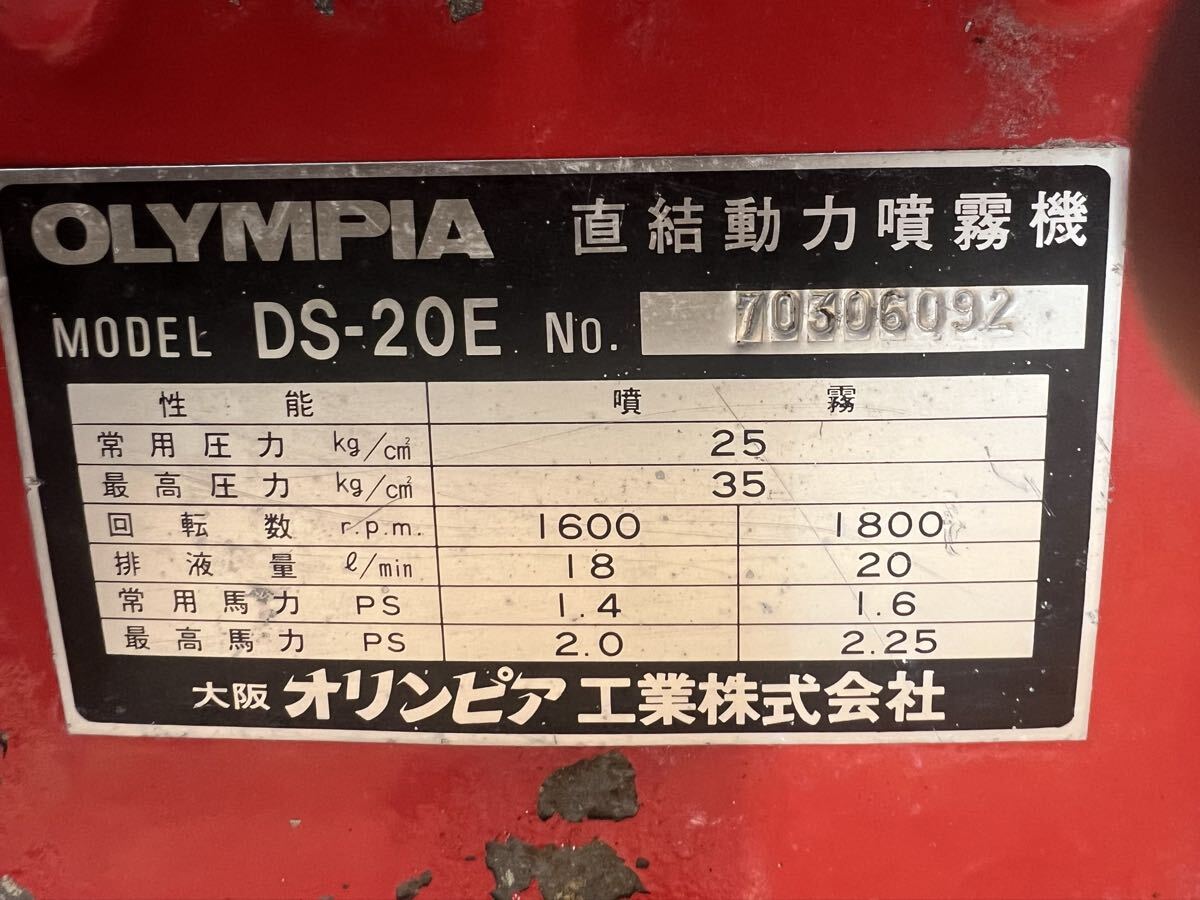 OLYMPIA 直結動力噴霧機
MODEL DS-20E No. 70306092
性能 噴霧
常用圧力 kg/cm² 25
最高圧力 kg/cm² 35
回転数 r.p.m. 1600 1800
排液量 ℓ/min 18 20
常用馬力 PS 1.4 1.6
最高馬力 PS 2.0 2.25
大阪 オリンピア工業株式会社